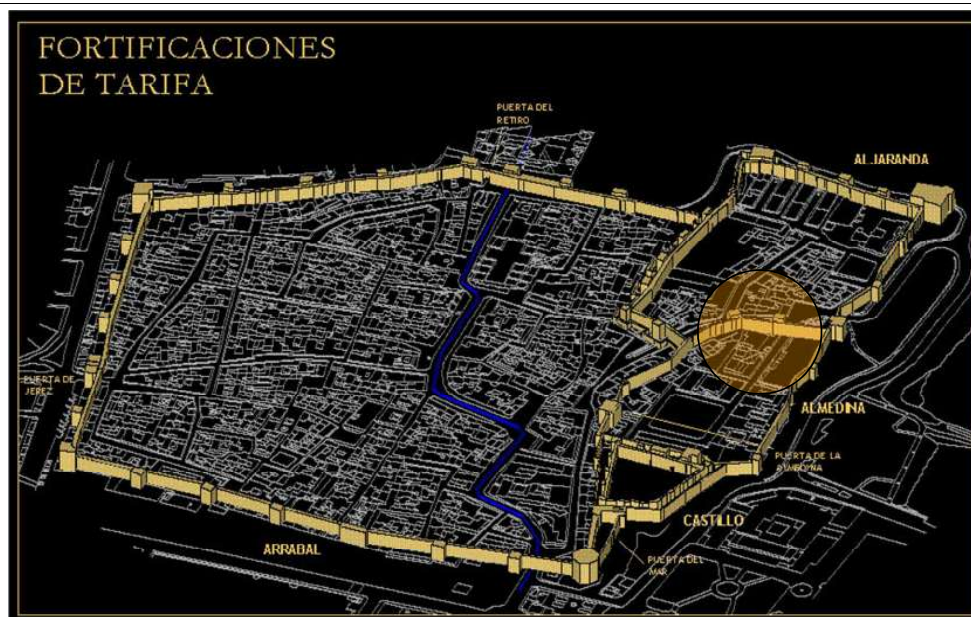 FORTIFICACIONES
DE TARIFA
PUERTA DEL
RETIRO
ALJARANDA
PUERTA DE
JEREZ
ALMEDINA
PUERTA DE LA
ALMEDINA
CASTILLO
ARRABAL
PUERTA DEL
MAR